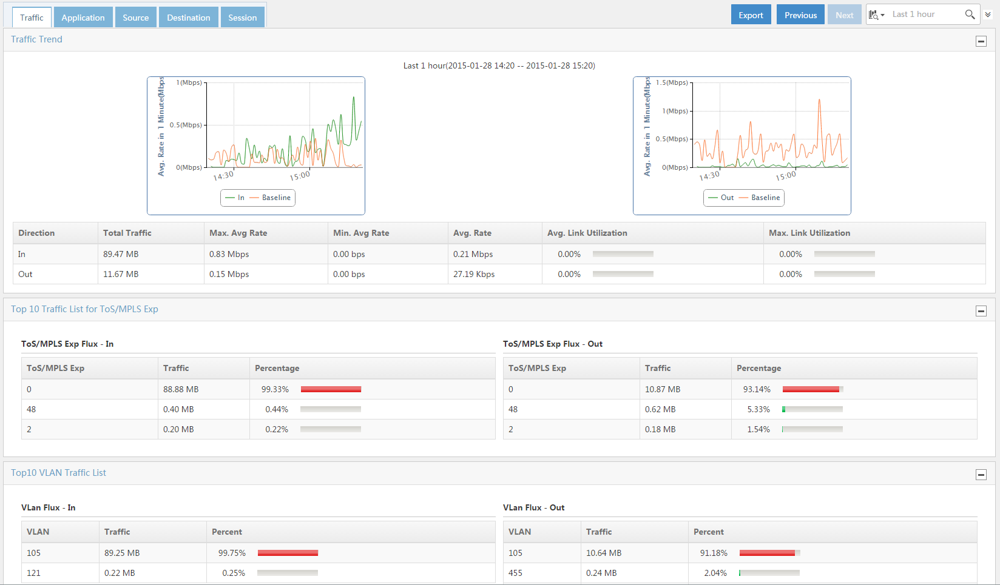 Traffic Application Source Destination Session Export Previous Next Last 1 hour
Traffic Trend
Last 1 hour(2015-01-28 14:20 -- 2015-01-28 15:20)
Avg. Rate in 1 Minute(Mbps
1(Mbps)
0.5(Mbps)
0(Mbps)
14:30 15:00
In Baseline
Avg. Rate in 1 Minute(Mbps
1.5(Mbps)
1(Mbps)
0.5(Mbps)
0(Mbps)
14:30 15:00
Out Baseline
Direction Total Traffic Max. Avg Rate Min. Avg Rate Avg. Rate Avg. Link Utilization Max. Link Utilization
In 89.47 MB 0.83 Mbps 0.00 bps 0.21 Mbps 0.00% 0.00%
Out 11.67 MB 0.15 Mbps 0.00 bps 27.19 Kbps 0.00% 0.00%
Top 10 Traffic List for ToS/MPLS Exp
ToS/MPLS Exp Flux - In
ToS/MPLS Exp Traffic Percentage
0 88.88 MB 99.33%
48 0.40 MB 0.44%
2 0.20 MB 0.22%
ToS/MPLS Exp Flux - Out
ToS/MPLS Exp Traffic Percentage
0 10.87 MB 93.14%
48 0.62 MB 5.33%
2 0.18 MB 1.54%
Top10 VLAN Traffic List
VLan Flux - In
VLAN Traffic Percent
105 89.25 MB 99.75%
121 0.22 MB 0.25%
VLan Flux - Out
VLAN Traffic Percent
105 10.64 MB 91.18%
455 0.24 MB 2.04%